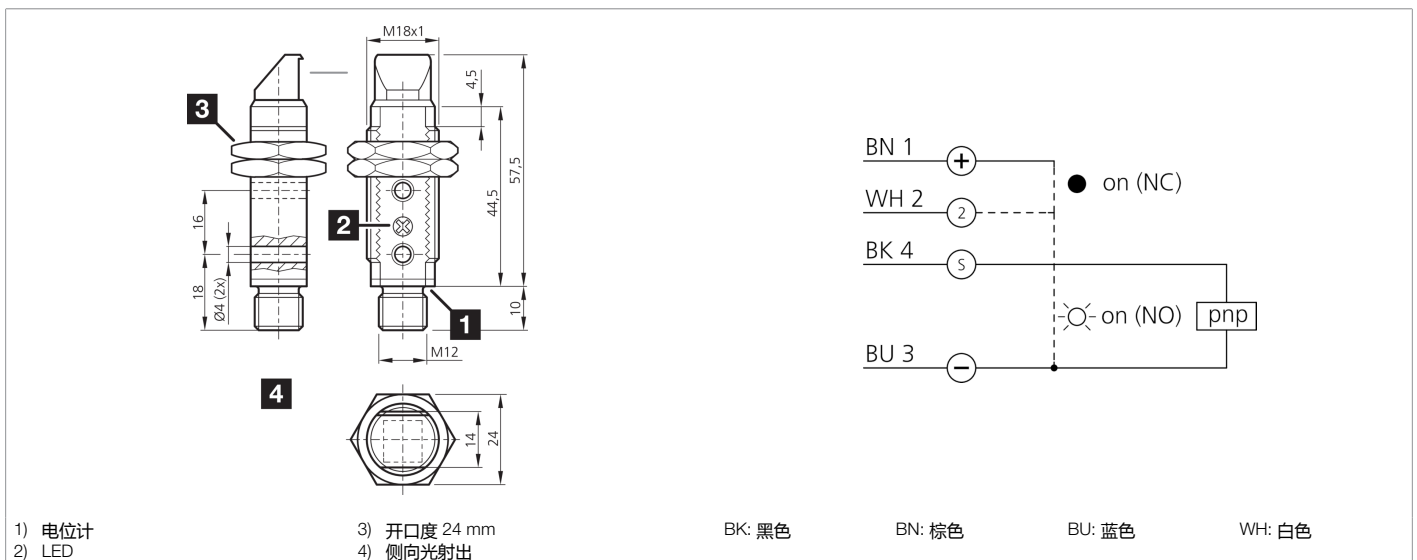 M18x1
4,5
3
57,5
44,5
16
2
18
Ø4 (2x)
10
1
M12
4
14
24
BN 1
+
on (NC)
WH 2
2
BK 4
S
on (NO)
pnp
BU 3
−
1) 电位计
2) LED
3) 开口度 24 mm
4) 侧向光射出
BK: 黑色
BN: 棕色
BU: 蓝色
WH: 白色